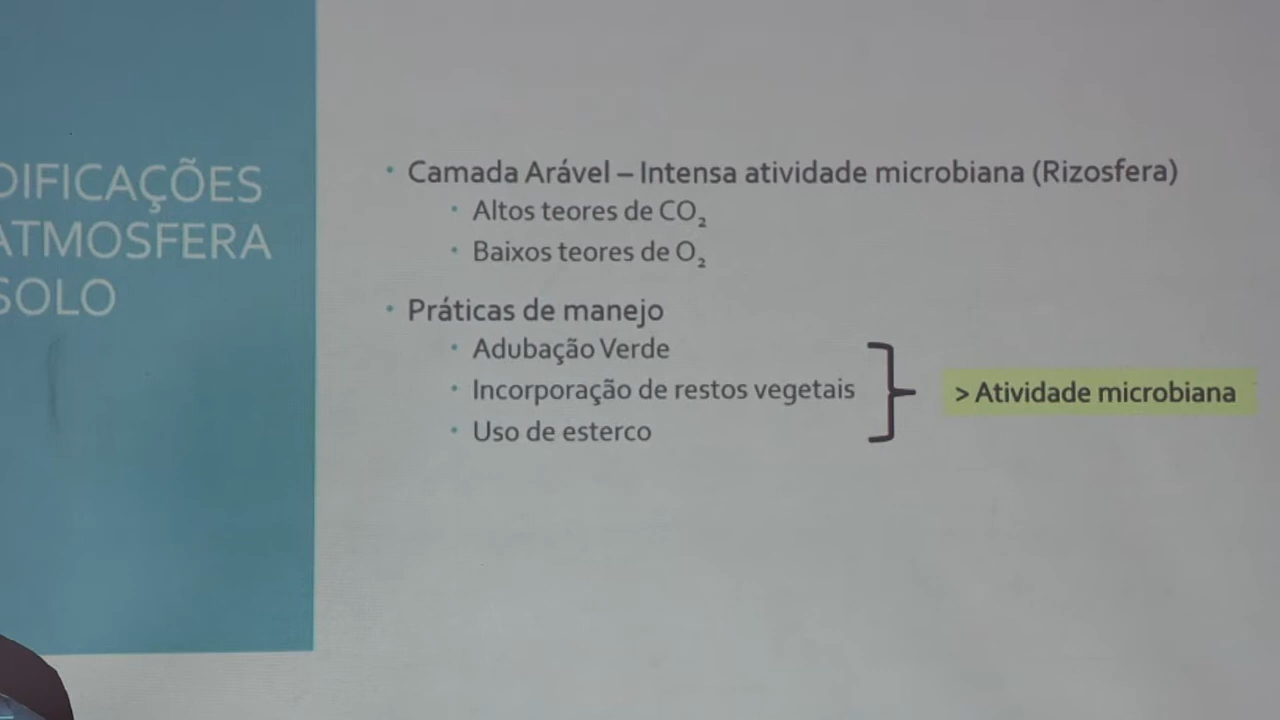 DIFICAÇÕES
ATMOSFERA
SOLO
• Camada Arável – Intensa atividade microbiana (Rizosfera)
• Altos teores de CO₂
• Baixos teores de O₂
• Práticas de manejo
• Adubação Verde
• Incorporação de restos vegetais
• Uso de esterco
> Atividade microbiana